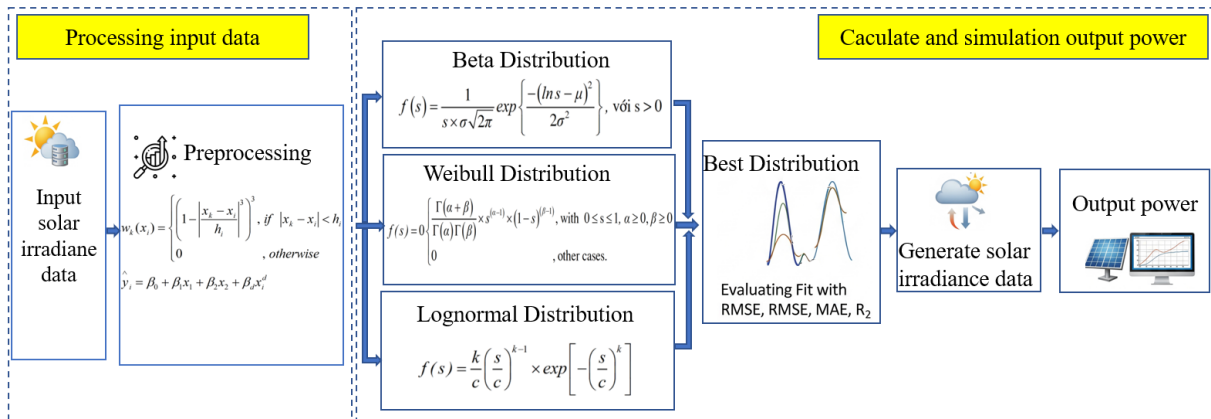 Processing input data
Caculate and simulation output power
Input
solar
irradiane
data
Preprocessing
w_k(x_i) = { (1 - |(x_k - x_i)/h_i|^3)^3, if |x_k - x_i| < h_i
0 , otherwise
ŷ_i = β_0 + β_1x_1 + β_2x_2 + β_dx_i^d
Beta Distribution
f(s) = 1/(s×σ√2π) exp{ -(ln s - μ)^2 / 2σ^2 }, với s > 0
Weibull Distribution
f(s) = 0 { Γ(α + β)/(Γ(α)Γ(β)) × s^(α-1) × (1-s)^(β-1), with 0 ≤ s ≤ 1, α ≥ 0, β ≥ 0
0 , other cases.
Lognormal Distribution
f(s) = k/c (s/c)^(k-1) × exp[ -(s/c)^k ]
Best Distribution
Evaluating Fit with
RMSE, RMSE, MAE, R_2
Generate solar
irradiance data
Output power